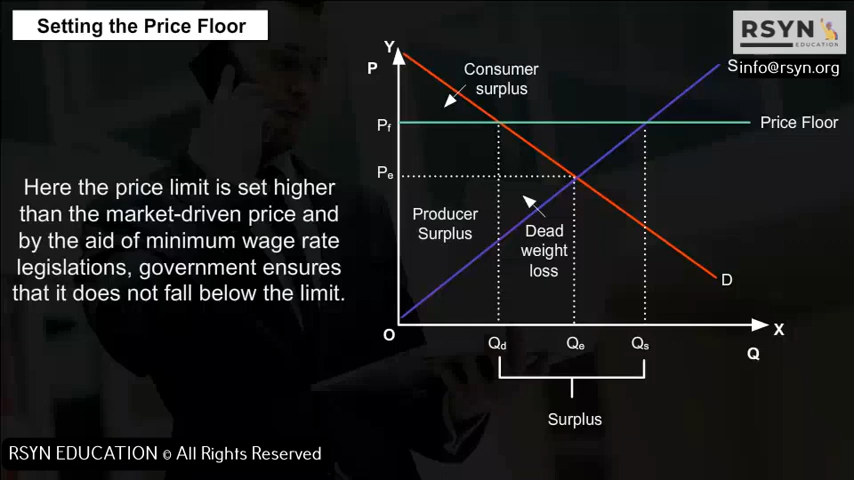 Setting the Price Floor
RSYN
EDUCATION
Sinfo@rsyn.org
Y
P
Consumer
surplus
Pf
Price Floor
Pe
Here the price limit is set higher
than the market-driven price and
by the aid of minimum wage rate
legislations, government ensures
that it does not fall below the limit.
Producer
Surplus
Dead
weight
loss
D
O
X
Qd
Qe
Qs
Q
Surplus
RSYN EDUCATION © All Rights Reserved